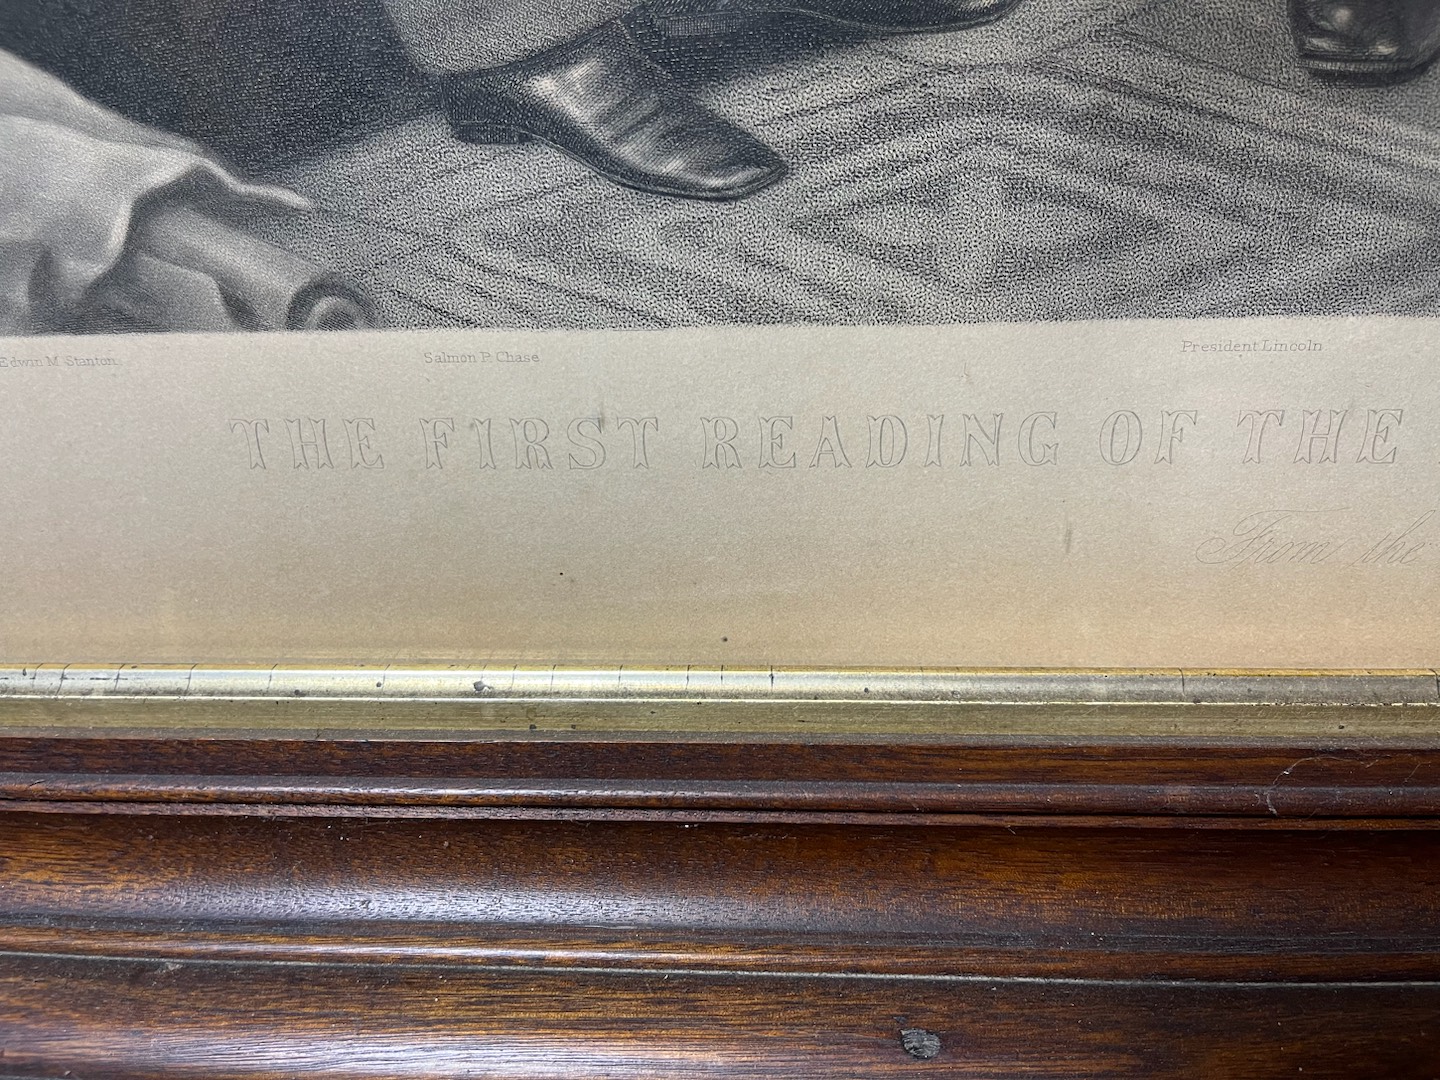 Edwin M. Stanton. Salmon P. Chase President Lincoln
THE FIRST READING OF THE
From the